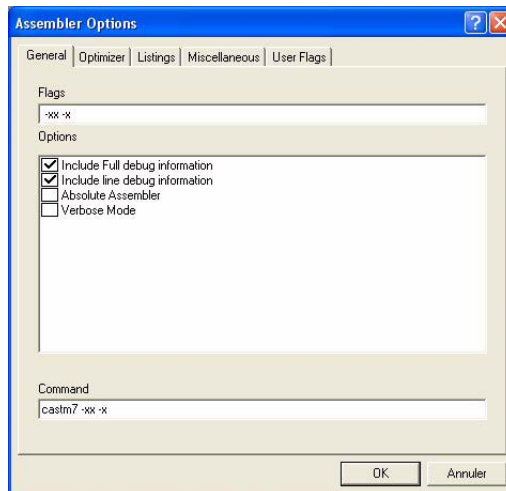 Assembler Options
General
Optimizer
Listings
Miscellaneous
User Flags
Flags
-xx -x
Options
Include Full debug information
Include line debug information
Absolute Assembler
Verbose Mode
Command
castm7 -xx -x
OK
Annuler